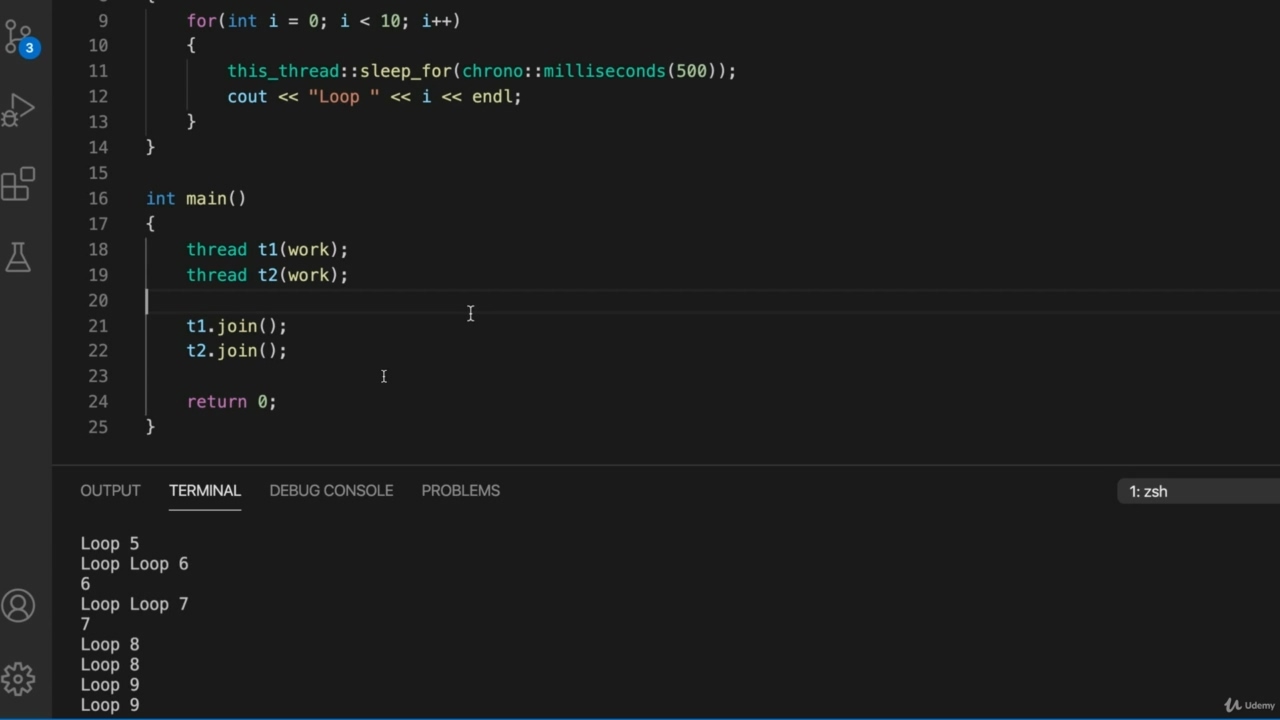 3
9 for(int i = 0; i < 10; i++)
10 {
11 this_thread::sleep_for(chrono::milliseconds(500));
12 cout << "Loop " << i << endl;
13 }
14 }
15
16 int main()
17 {
18 thread t1(work);
19 thread t2(work);
20
21 t1.join();
22 t2.join();
23
24 return 0;
25 }
OUTPUT TERMINAL DEBUG CONSOLE PROBLEMS 1: zsh
Loop 5
Loop Loop 6
6
Loop Loop 7
7
Loop 8
Loop 8
Loop 9
Loop 9
Udemy